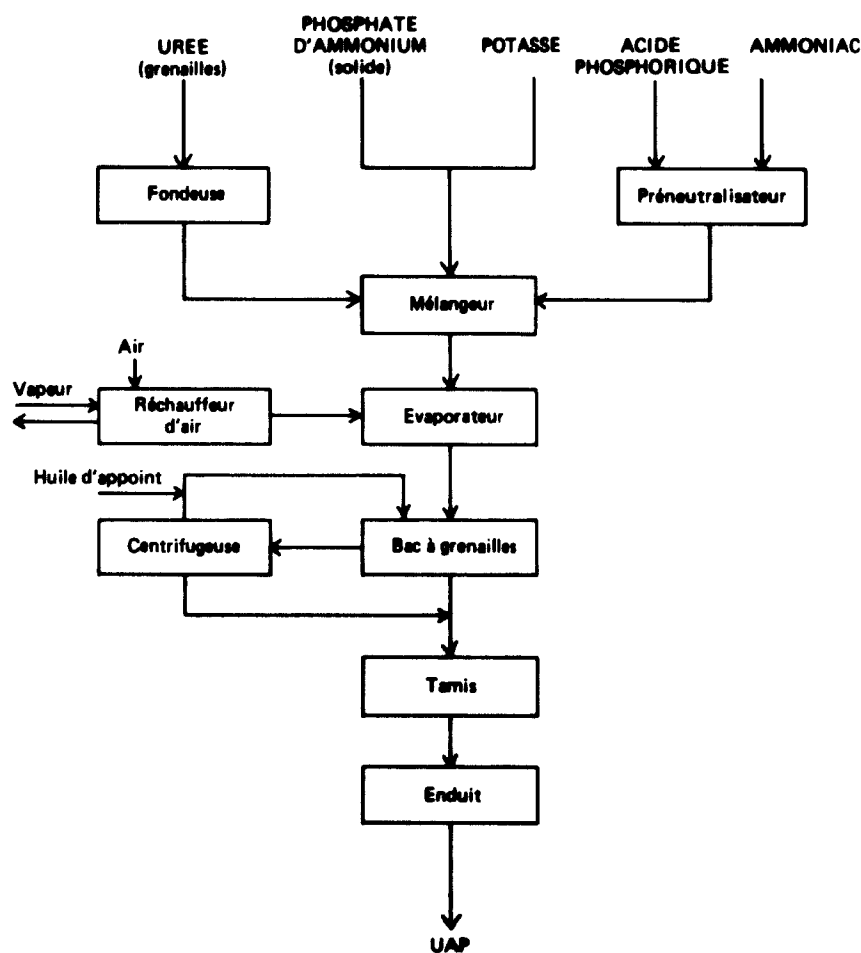 UREE
(grenailles)
PHOSPHATE
D'AMMONIUM
(solide)
POTASSE
ACIDE
PHOSPHORIQUE
AMMONIAC
Fondeuse
Préneutralisateur
Mélangeur
Air
Vapeur
Réchauffeur
d'air
Evaporateur
Huile d'appoint
Centrifugeuse
Bac à grenailles
Tamis
Enduit
UAP